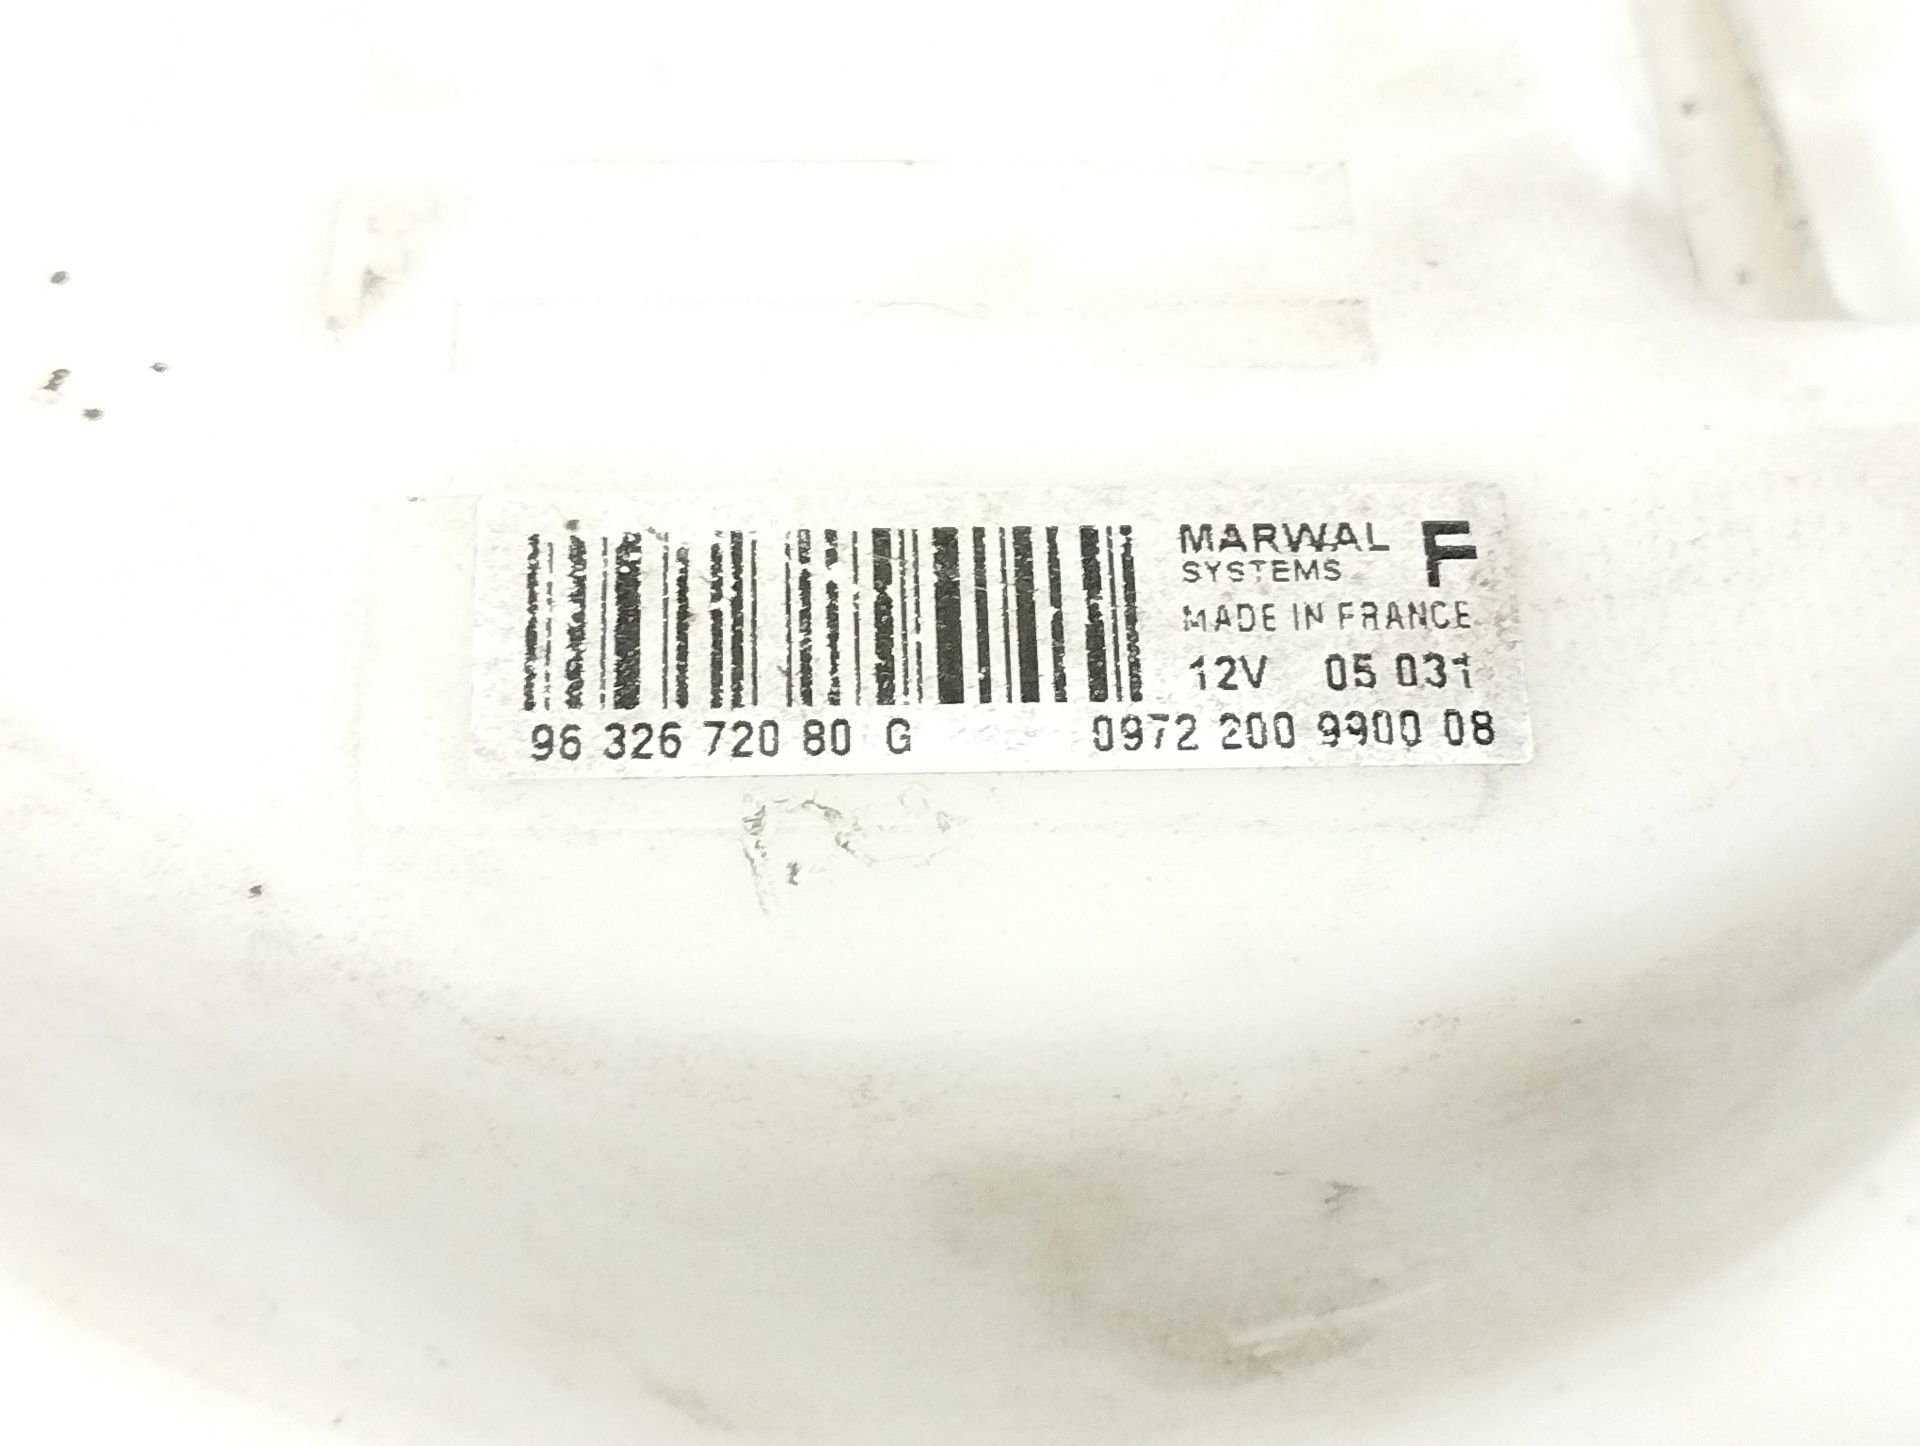 MARWAL F
SYSTEMS
MADE IN FRANCE
12V 05 031
96 326 720 80 G 0972 200 9900 08